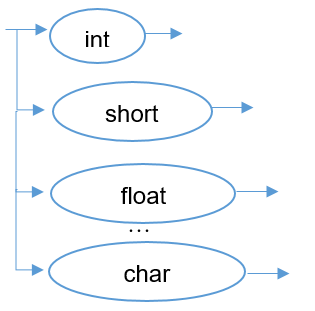 int
short
float
...
char